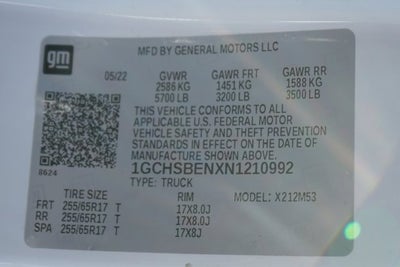 gm
MFD BY GENERAL MOTORS LLC
05/22 GVWR GAWR FRT GAWR RR
2586 KG 1451 KG 1588 KG
5700 LB 3200 LB 3500 LB
THIS VEHICLE CONFORMS TO ALL
APPLICABLE U.S. FEDERAL MOTOR
VEHICLE SAFETY AND THEFT PREVENTION
STANDARDS IN EFFECT ON THE DATE OF
MANUFACTURE SHOWN ABOVE.
8624
1GCHSBENXN1210992
TYPE: TRUCK MODEL: X212M53
TIRE SIZE RIM
FRT 255/65R17 T 17X8.0J
RR 255/65R17 T 17X8.0J
SPA 255/65R17 T 17X8J